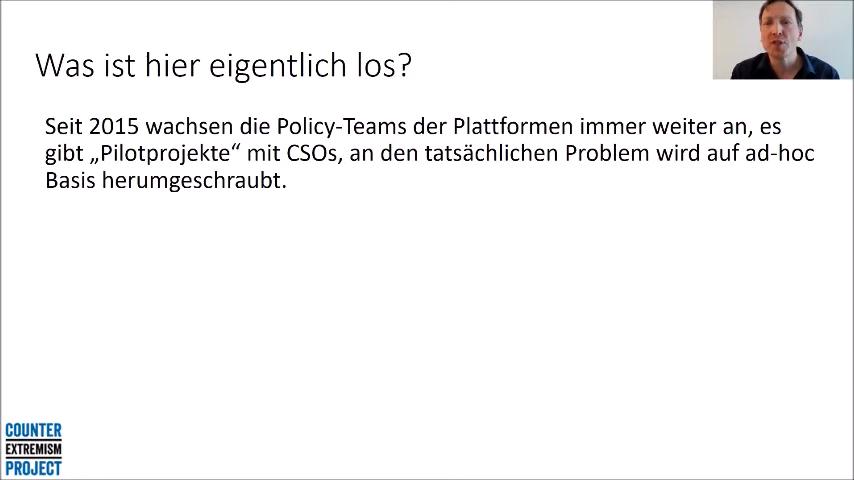 Was ist hier eigentlich los?
Seit 2015 wachsen die Policy-Teams der Plattformen immer weiter an, es
gibt „Pilotprojekte“ mit CSOs, an den tatsächlichen Problem wird auf ad-hoc
Basis herumgeschraubt.
COUNTER
EXTREMISM
PROJECT